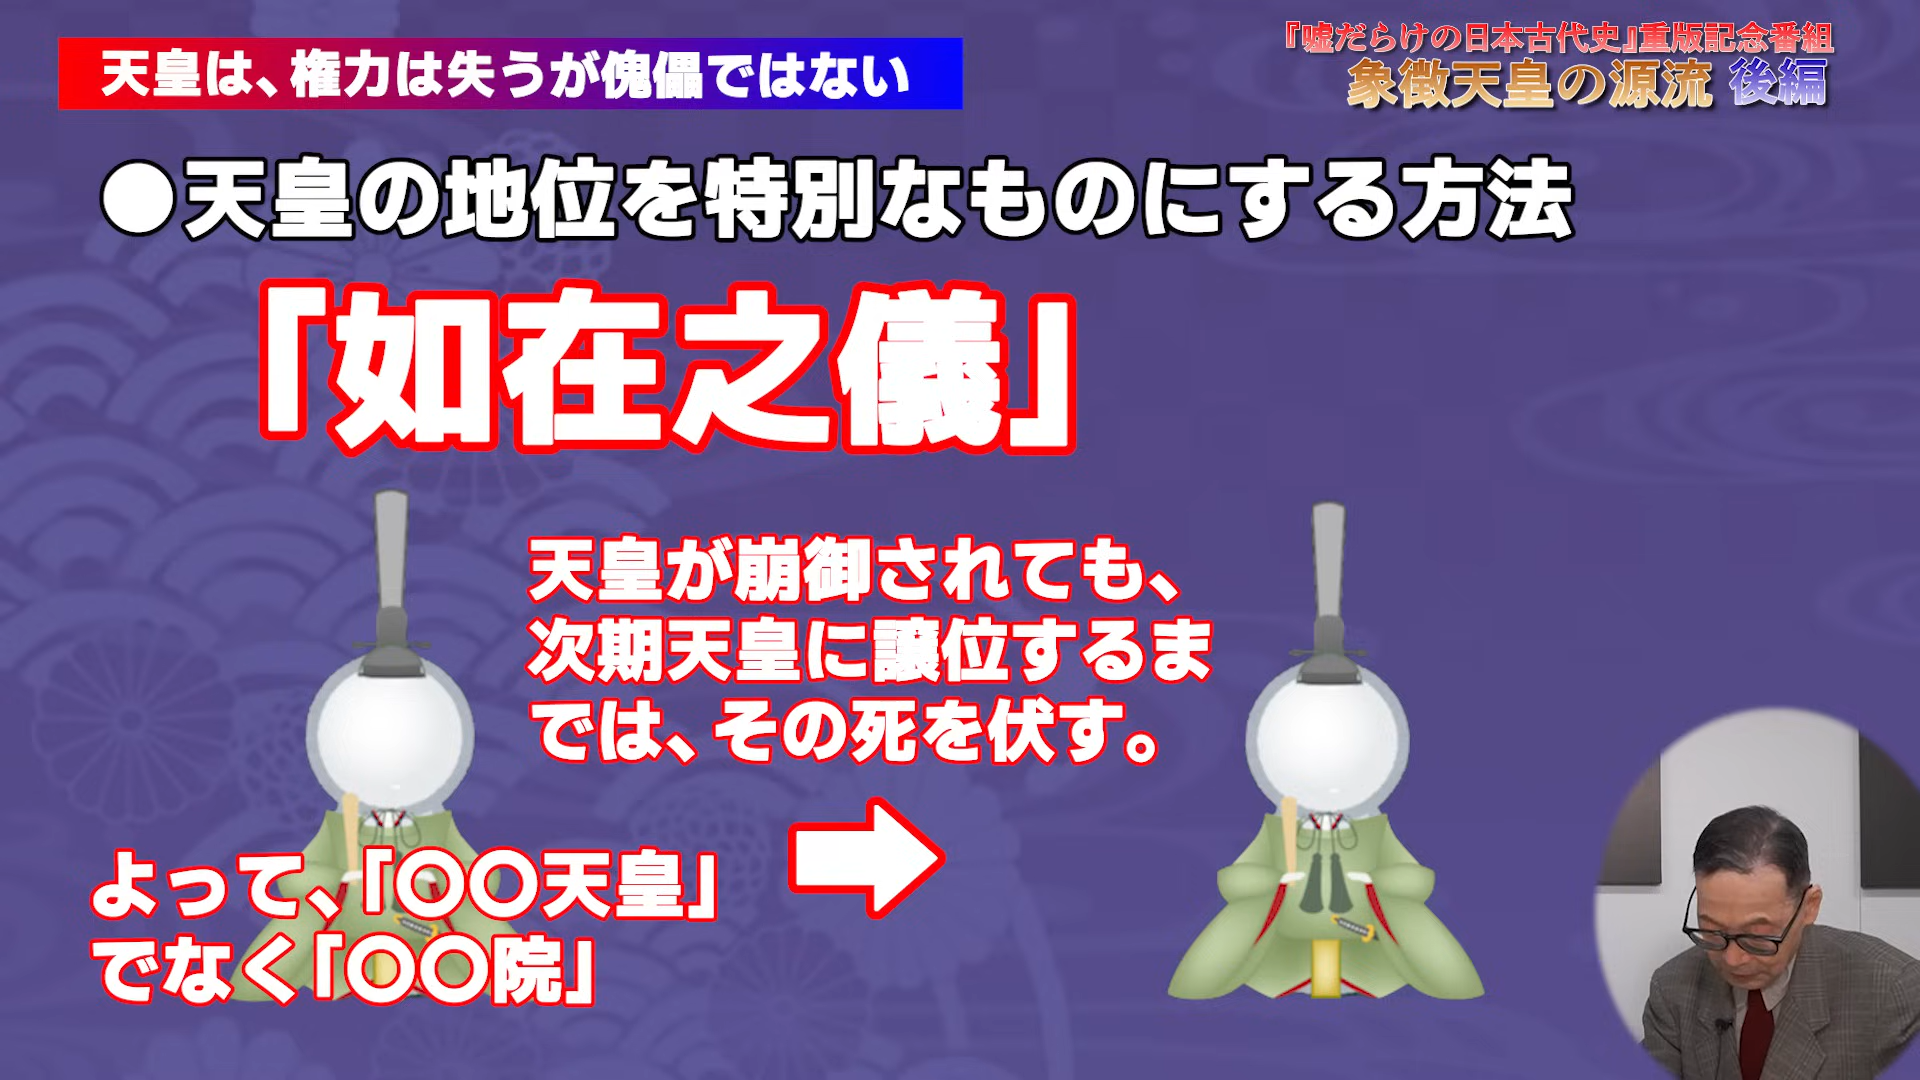 天皇は、権力は失うが傀儡ではない
『嘘だらけの日本古代史』重版記念番組
象徴天皇の源流 後編
●天皇の地位を特別なものにする方法
「如在之儀」
天皇が崩御されても、
次期天皇に譲位するま
では、その死を伏す。
よって、「〇〇天皇」
でなく「〇〇院」